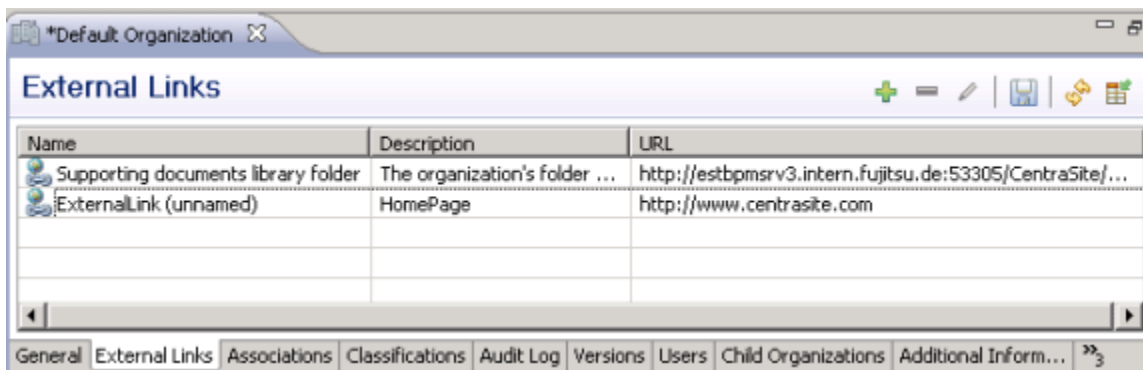 *Default Organization
External Links
Name Description URL
Supporting documents library folder The organization's folder ... http://estbpmsrv3.intern.fujitsu.de:53305/CentraSite/...
ExternalLink (unnamed) HomePage http://www.centrasite.com
General External Links Associations Classifications Audit Log Versions Users Child Organizations Additional Inform... »3